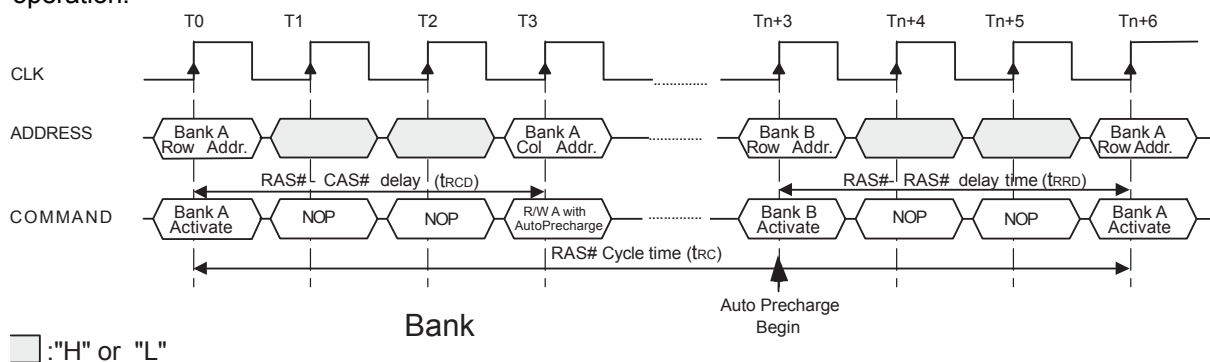 operation.
T0 T1 T2 T3 Tn+3 Tn+4 Tn+5 Tn+6
CLK
ADDRESS
Bank A
Row Addr.
Bank A
Col Addr.
Bank B
Row Addr.
Bank A
Row Addr.
RAS# - CAS# delay (tRCD)
RAS# - RAS# delay time (tRRD)
COMMAND
Bank A
Activate
NOP
NOP
R/W A with
AutoPrecharge
Bank B
Activate
NOP
NOP
Bank A
Activate
RAS# Cycle time (tRC)
Auto Precharge
Begin
Bank
:"H" or "L"